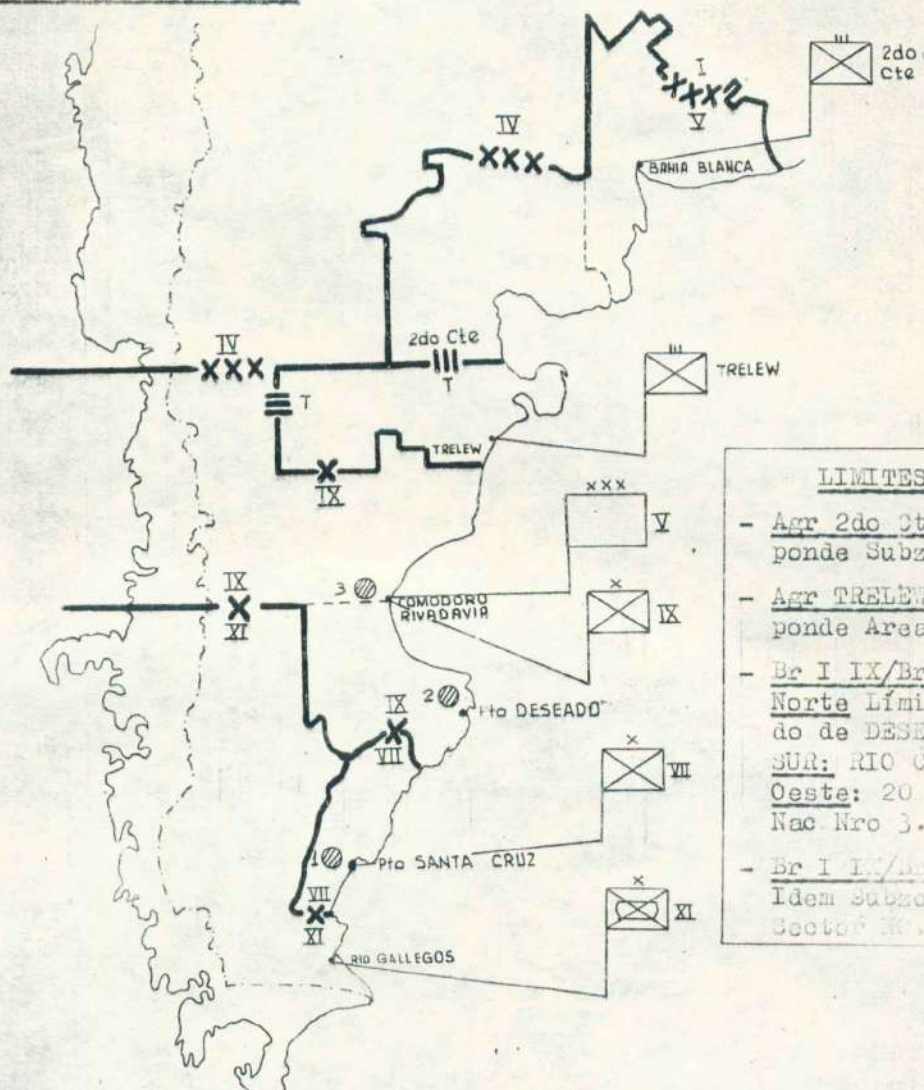 2do
cte
I
XXX
V
IV
XXX
BAHIA BLANCA
IV
XXX
2do Cte
T
T
TRELEW
TRELEW
X
IX
XXX
V
IX
X
XI
3
COMODORO
RIVADAVIA
X
IX
2
Pto DESEADO
IX
X
VII
X
VII
1
Pto SANTA CRUZ
VII
X
XI
X
XI
RIO GALLEGOS
LIMITES
- Agr 2do
ponde Subz
- Agr TRELEW
ponde Area
- Br I IX/Br
Norte Lími
do de DESE
SUR: RIO
Oeste: 20
Nac Nro 3.
- Br I
Idem Subzo
Sector